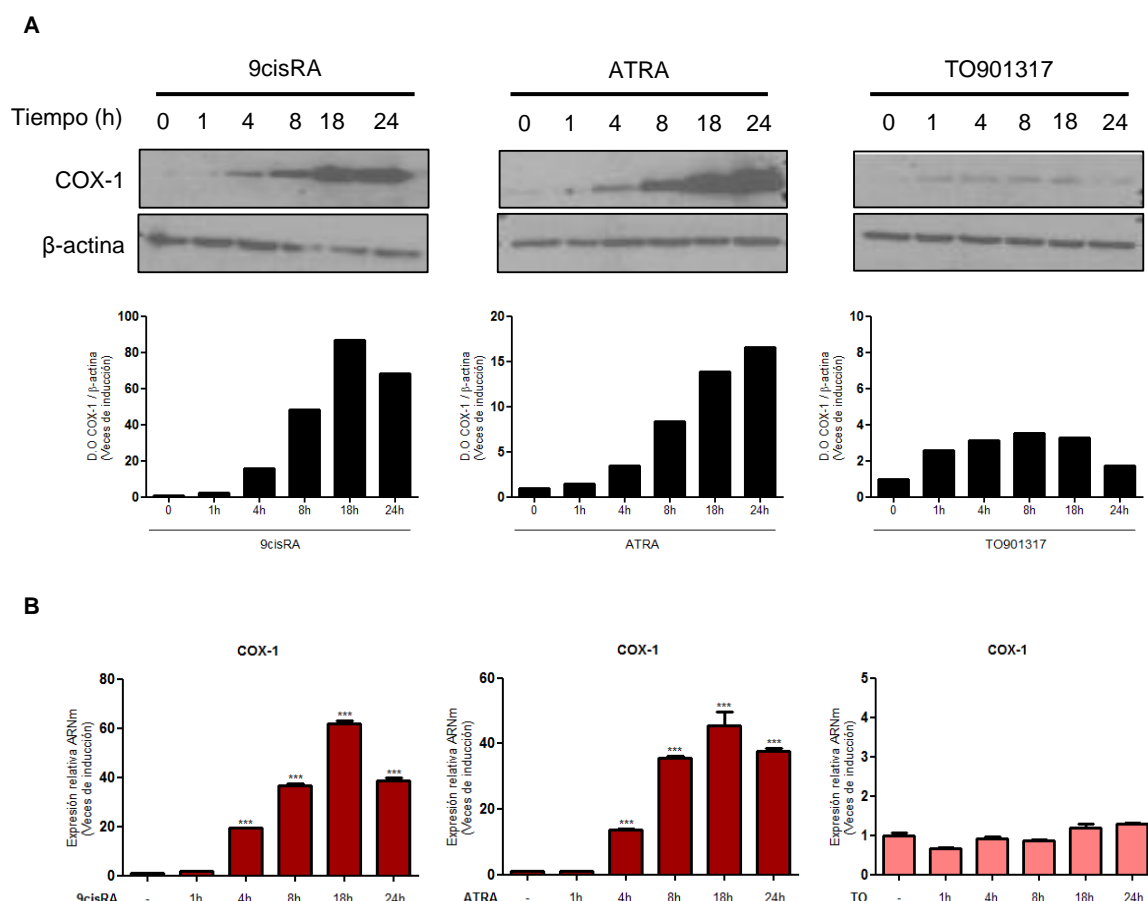 A
9cisRA ATRA TO901317
Tiempo (h) 0 1 4 8 18 24 0 1 4 8 18 24 0 1 4 8 18 24
COX-1
β-actina
D.O COX-1 / β-actina
(Veces de inducción)
100
80
60
40
20
0
0 1h 4h 8h 18h 24h
9cisRA
D.O COX-1 / β-actina
(Veces de inducción)
20
15
10
5
0
0 1h 4h 8h 18h 24h
ATRA
D.O COX-1 / β-actina
(Veces de inducción)
10
8
6
4
2
0
0 1h 4h 8h 18h 24h
TO901317
B
COX-1
Expresión relativa ARNm
(Veces de inducción)
80
60
40
20
0
*** *** *** ***
9cisRA - 1h 4h 8h 18h 24h
COX-1
Expresión relativa ARNm
(Veces de inducción)
60
40
20
0
*** *** *** ***
ATRA - 1h 4h 8h 18h 24h
COX-1
Expresión relativa ARNm
(Veces de inducción)
5
4
3
2
1
0
TO - 1h 4h 8h 18h 24h